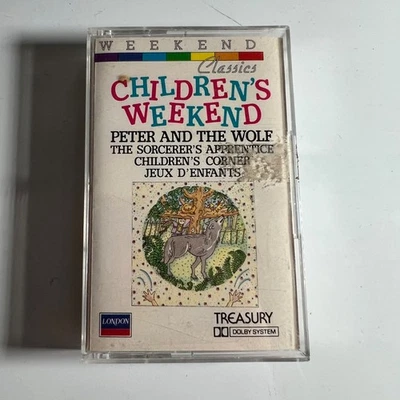 WEEKEND
Classics
CHILDREN'S
WEEKEND
PETER AND THE WOLF
THE SORCERER'S APPRENTICE
CHILDREN'S CORNER
JEUX D'ENFANTS
LONDON
TREASURY
DOLBY SYSTEM